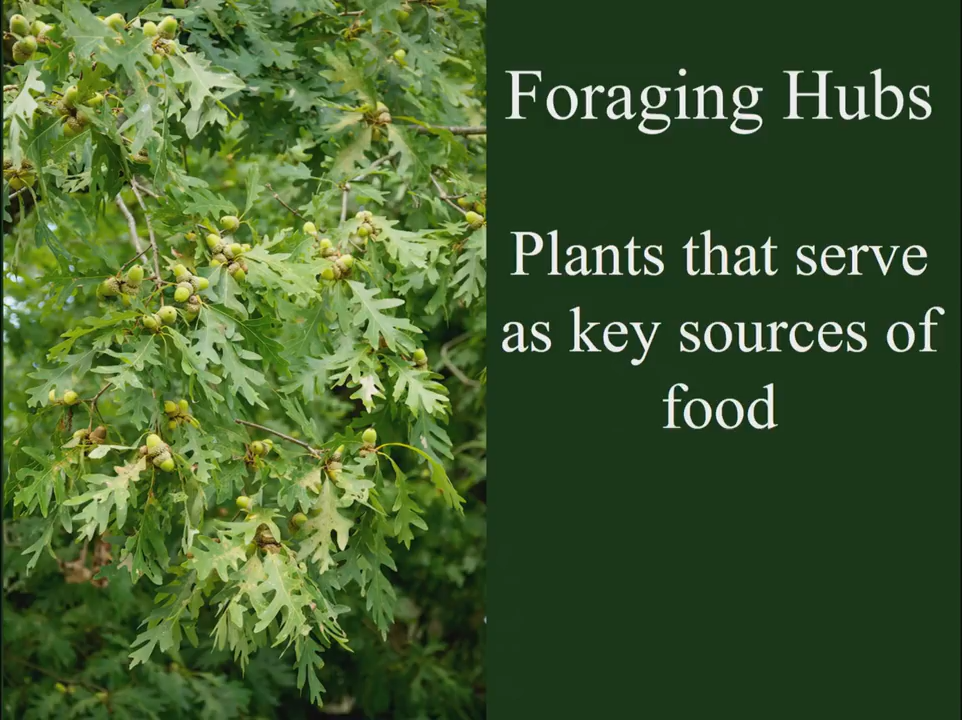 Foraging Hubs
Plants that serve
as key sources of
food